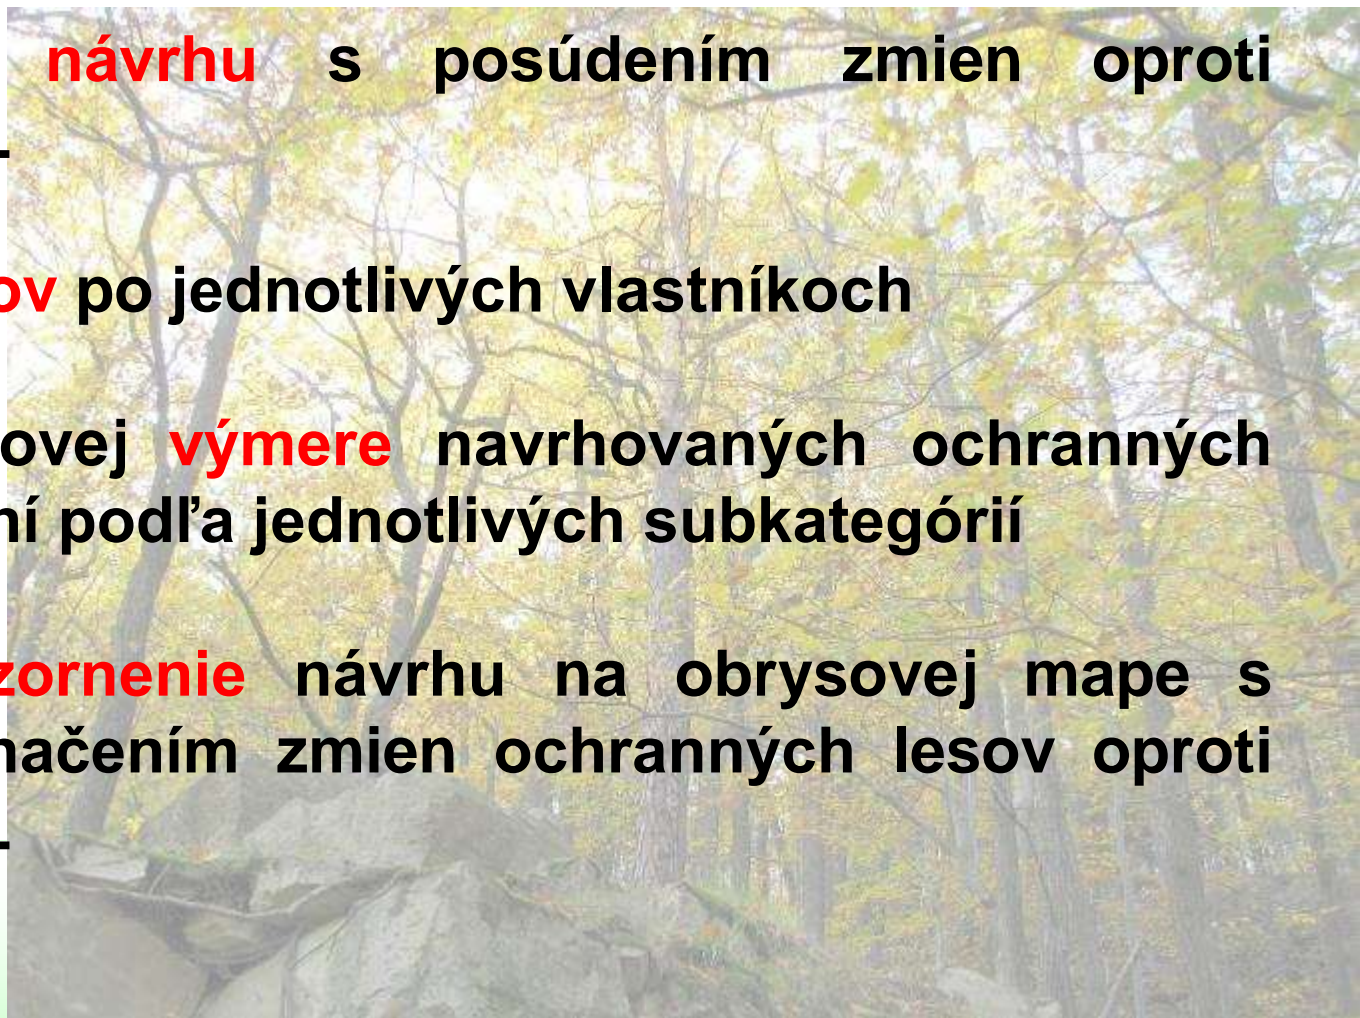 návrhu s posúdením zmien oproti
ov po jednotlivých vlastníkoch
ovej výmere navrhovaných ochranných
ní podľa jednotlivých subkategórií
zornenie návrhu na obrysovej mape s
načením zmien ochranných lesov oproti